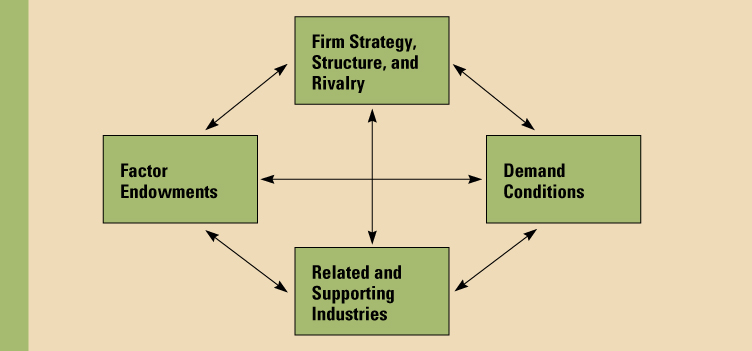 Firm Strategy,
Structure, and
Rivalry
Factor
Endowments
Demand
Conditions
Related and
Supporting
Industries